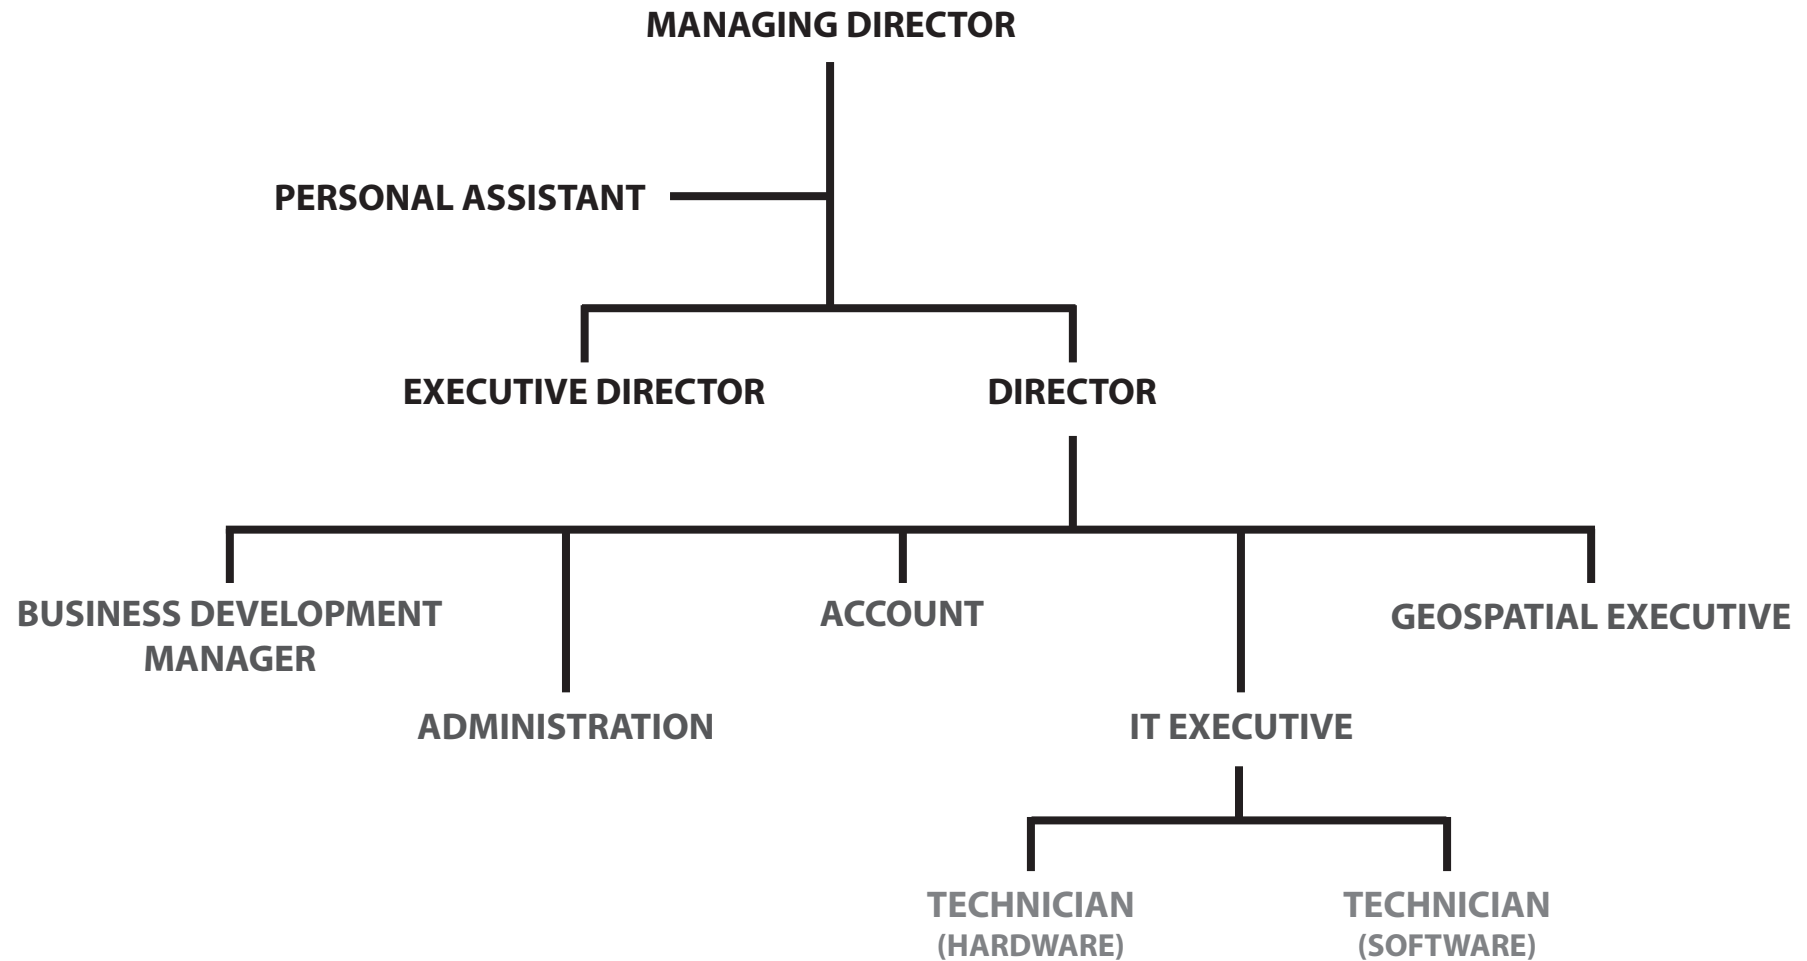 MANAGING DIRECTOR
PERSONAL ASSISTANT
EXECUTIVE DIRECTOR
DIRECTOR
BUSINESS DEVELOPMENT
MANAGER
ACCOUNT
GEOSPATIAL EXECUTIVE
ADMINISTRATION
IT EXECUTIVE
TECHNICIAN
(HARDWARE)
TECHNICIAN
(SOFTWARE)